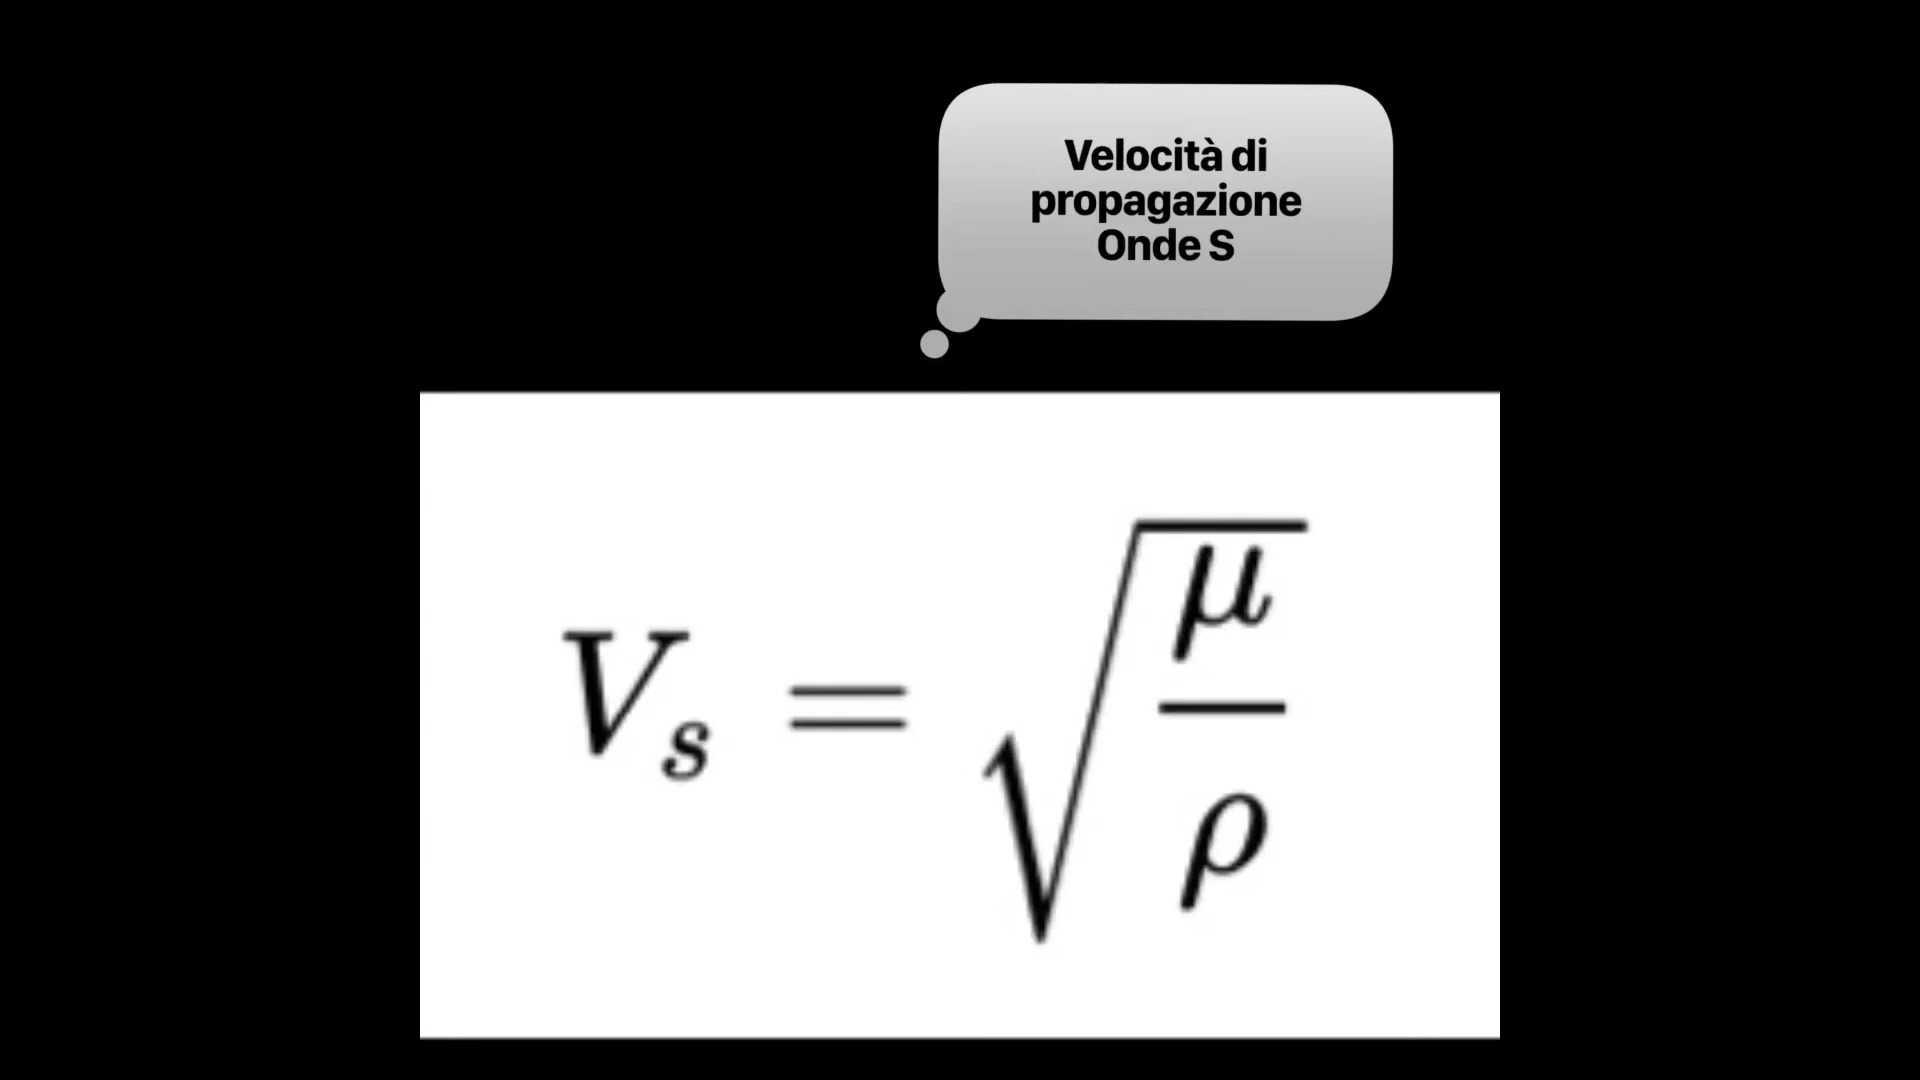 Velocità di
propagazione
Onde S
V_s = √(μ/ρ)